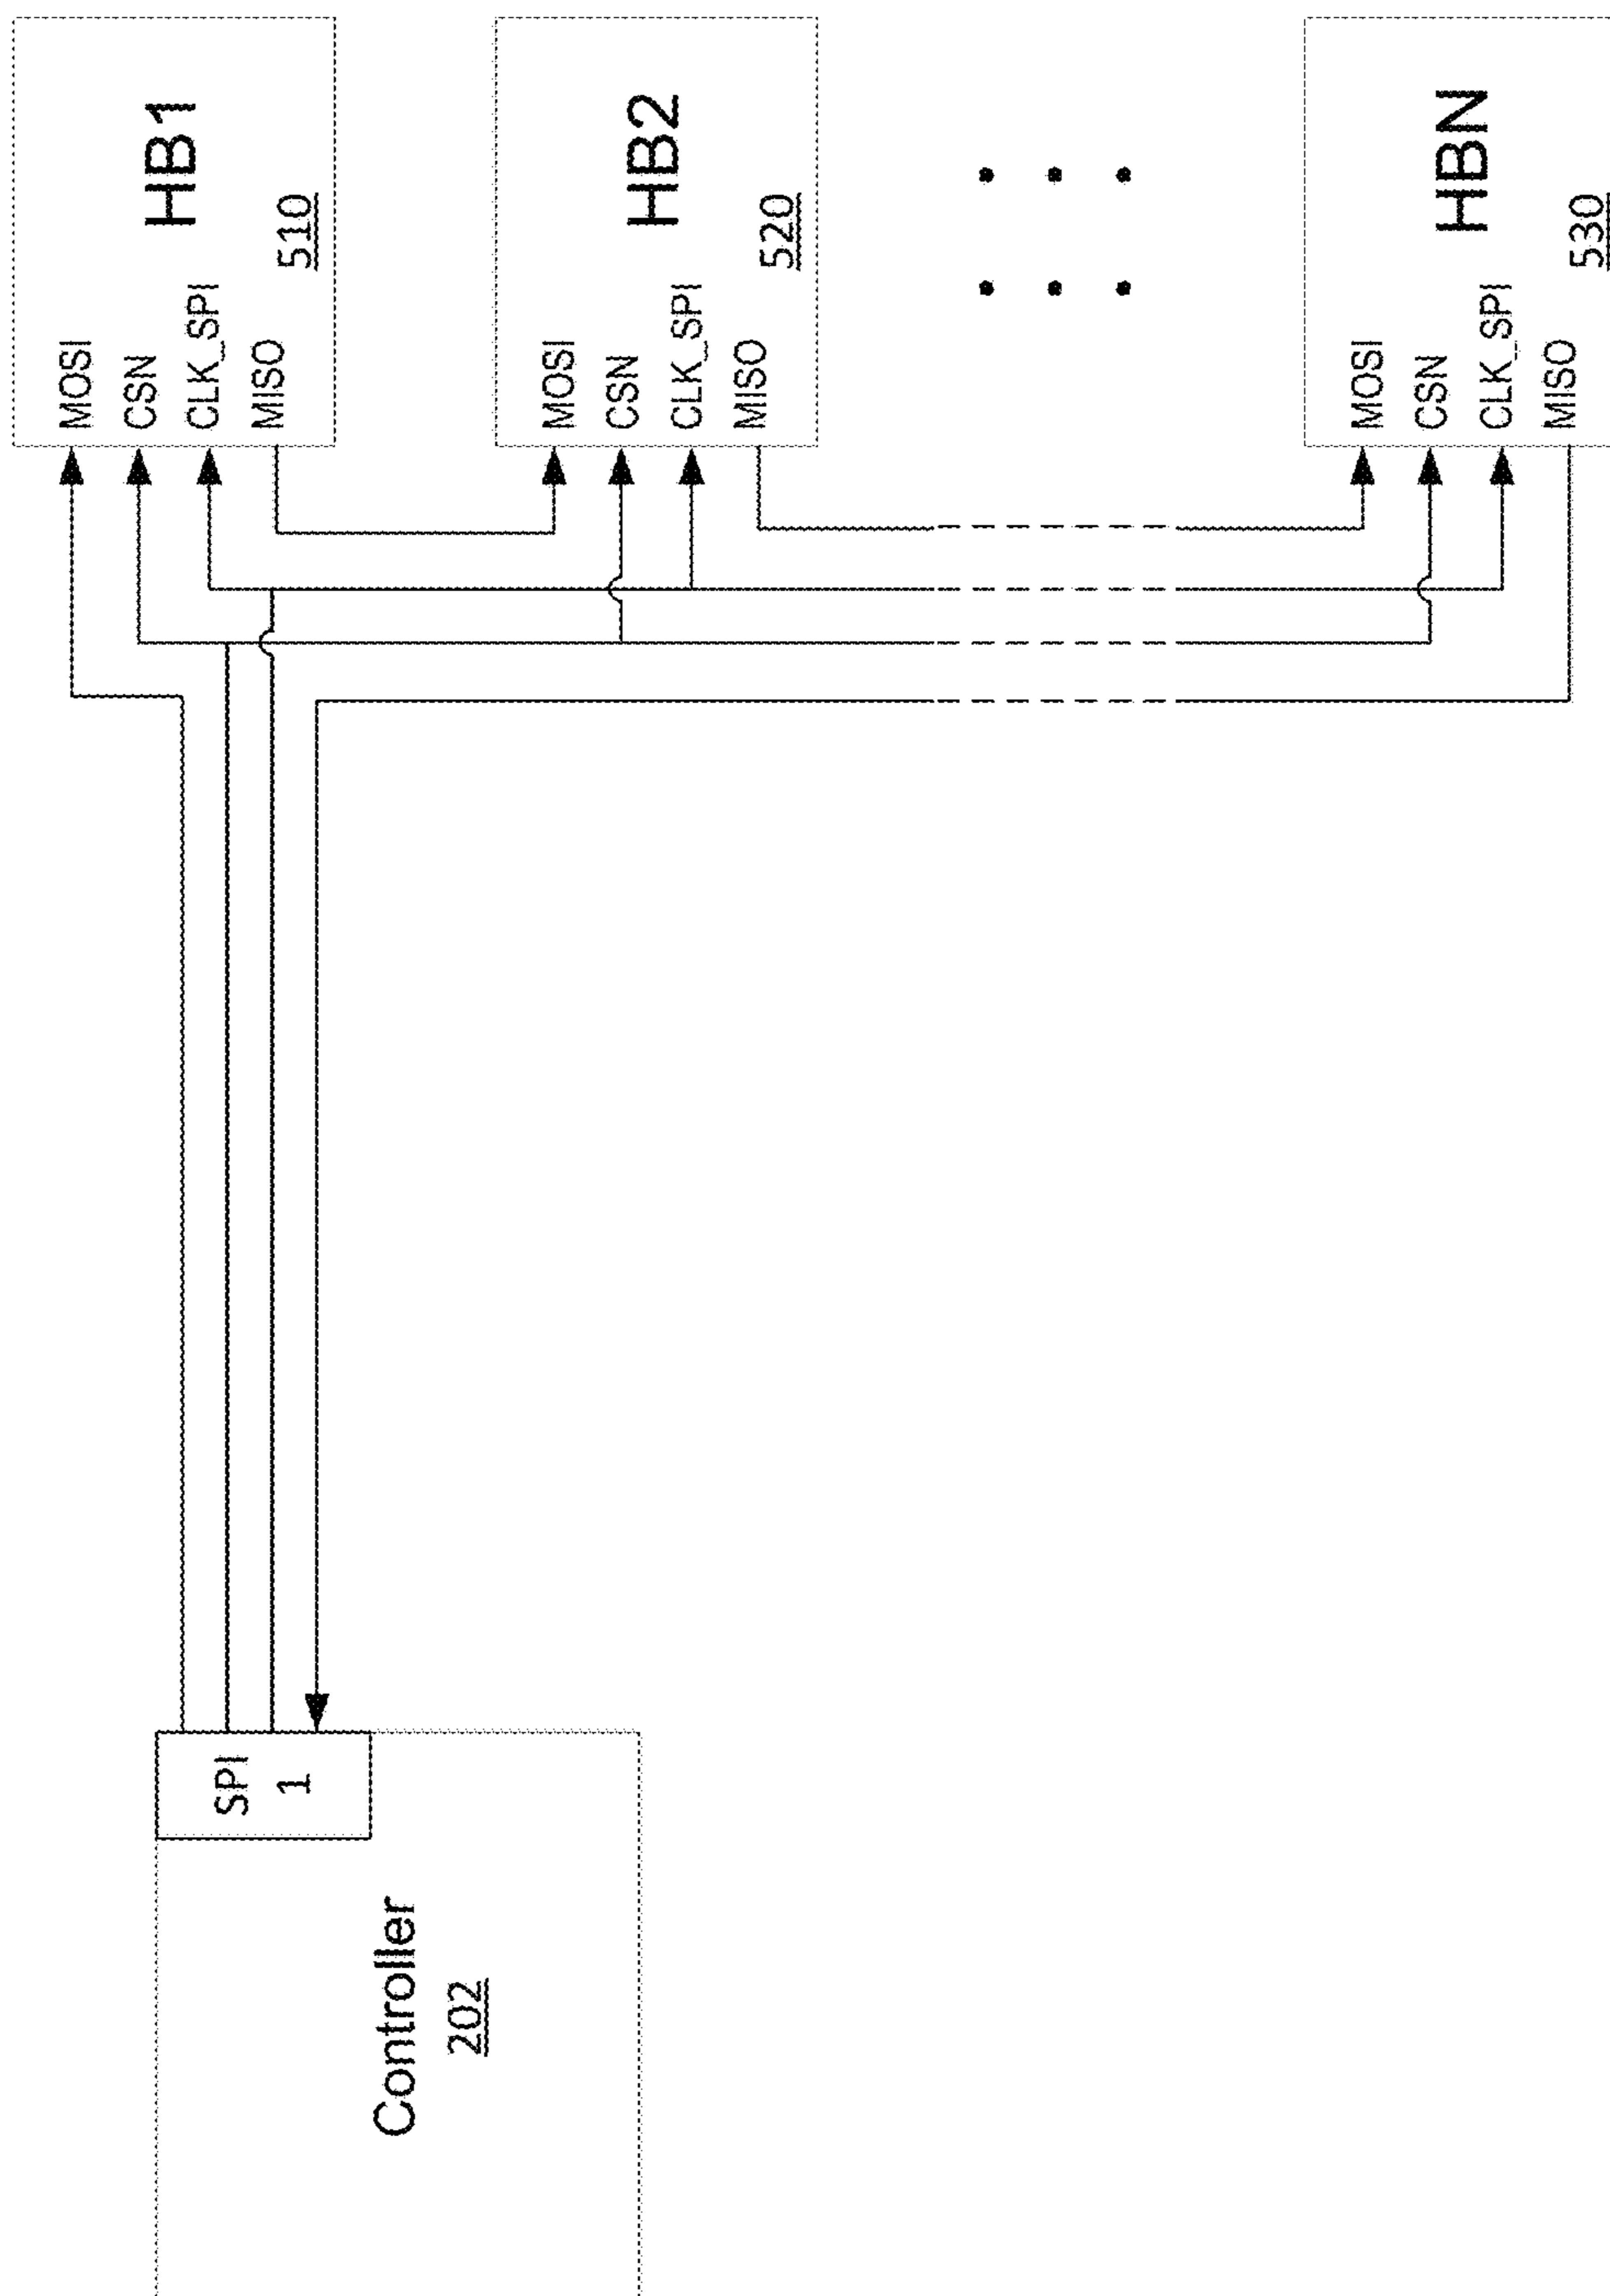 Controller
202
SPI
1
MOSI
CSN
CLK_SPI
MISO
HB1
510
MOSI
CSN
CLK_SPI
MISO
HB2
520
MOSI
CSN
CLK_SPI
MISO
HBN
530